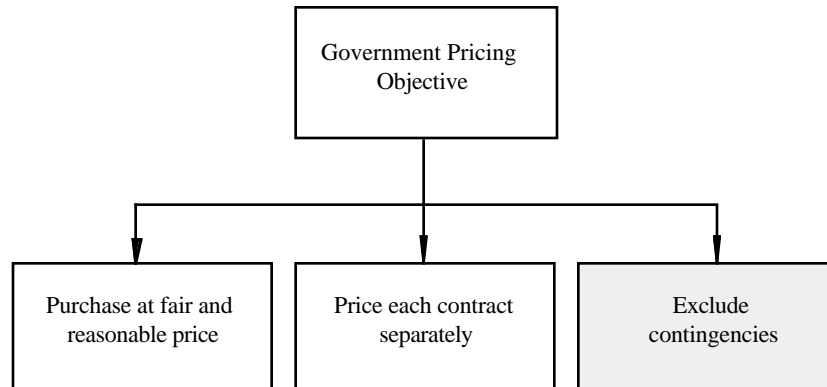 Government Pricing
Objective
Purchase at fair and
reasonable price
Price each contract
separately
Exclude
contingencies